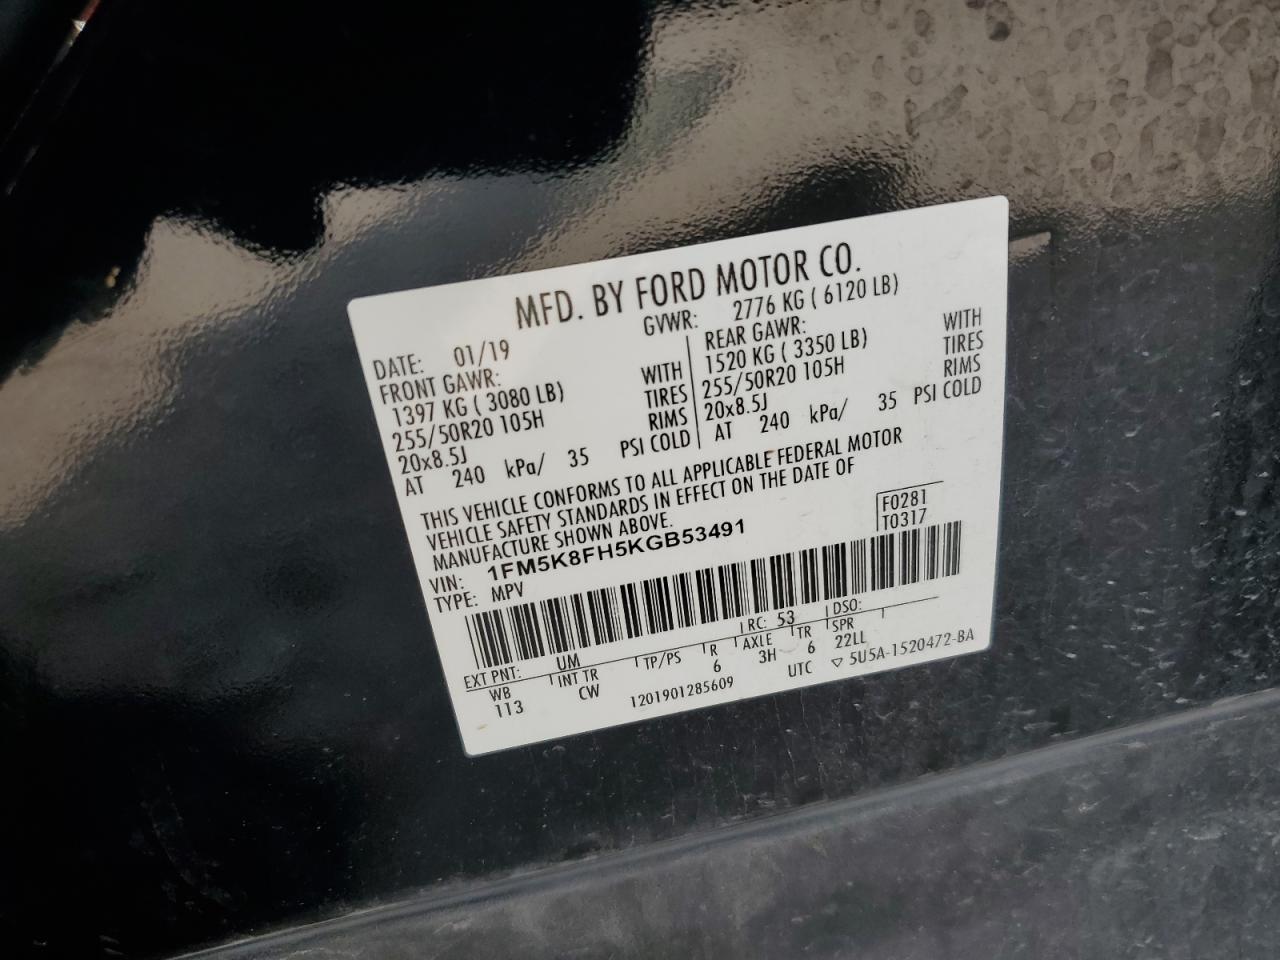 MFD. BY FORD MOTOR CO.
DATE: 01/19 GVWR: 2776 KG ( 6120 LB)
FRONT GAWR: REAR GAWR:
1397 KG ( 3080 LB) WITH 1520 KG ( 3350 LB) WITH
255/50R20 105H TIRES 255/50R20 105H TIRES
20x8.5J RIMS 20x8.5J RIMS
AT 240 kPa/ 35 PSI COLD AT 240 kPa/ 35 PSI COLD
THIS VEHICLE CONFORMS TO ALL APPLICABLE FEDERAL MOTOR
VEHICLE SAFETY STANDARDS IN EFFECT ON THE DATE OF
MANUFACTURE SHOWN ABOVE.
F0281
T0317
VIN: 1FM5K8FH5KGB53491
TYPE: MPV
EXT PNT: UM RC: 53 DSO:
WB INT TR TP/PS R AXLE TR SPR
113 CW 6 3H 6 22LL
1201901285609 UTC ▽ 5U5A-1520472-BA